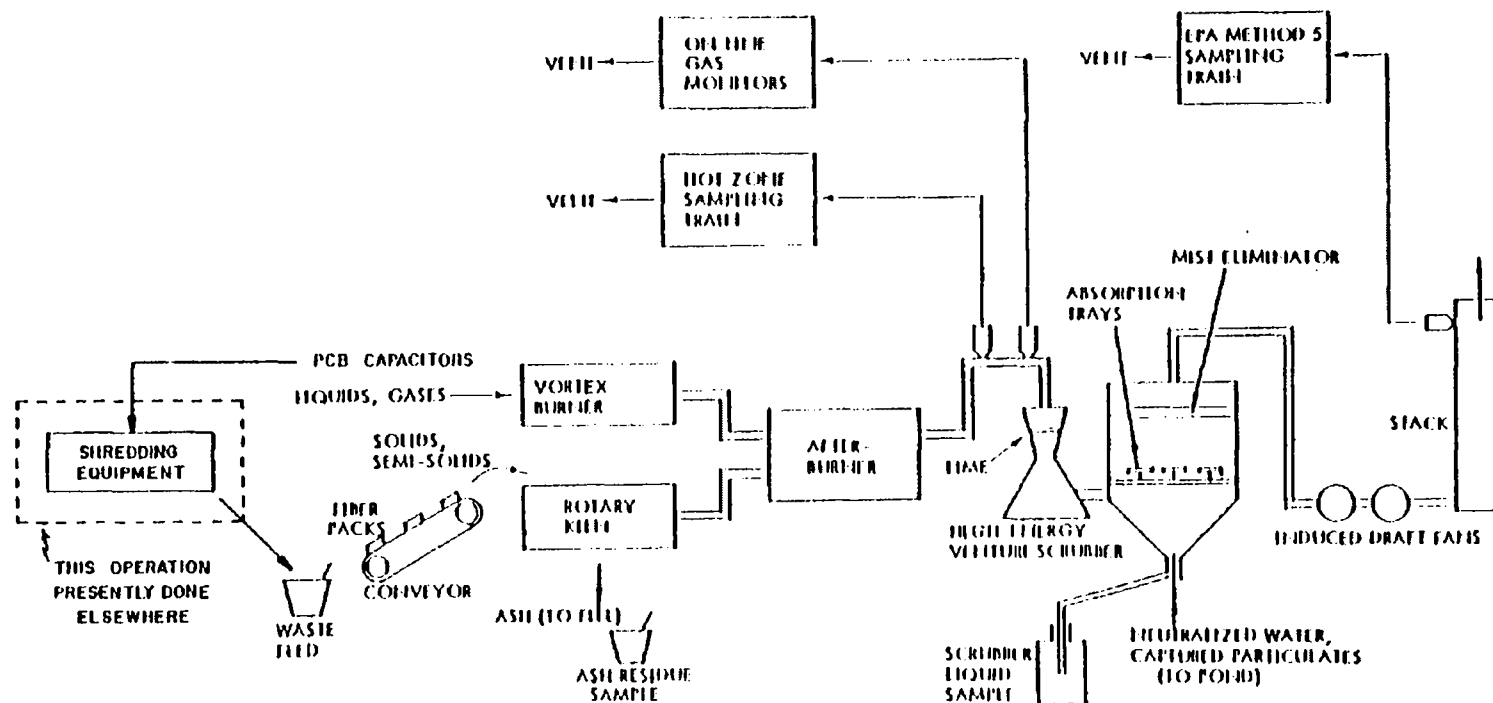 VENT
ON-LINE
GAS
MONITORS
VENT
EPA METHOD 5
SAMPLING
TRAIN
VENT
HOT ZONE
SAMPLING
TRAIN
MIST ELIMINATOR
ABSORPTION
TRAYS
PCB CAPACITORS
LIQUIDS, GASES
VORTEX
BURNER
STACK
SHREDDING
EQUIPMENT
SOLIDS,
SEMI-SOLIDS
AFTER-
BURNER
LIME
FIBER
PACKS
ROTARY
KILN
HIGH ENERGY
VENTURI SCRUBBER
INDUCED DRAFT FANS
THIS OPERATION
PRESENTLY DONE
ELSEWHERE
CONVEYOR
WASTE
FEED
ASH (TO FILL)
ASH RESIDUE
SAMPLE
SCRUBBER
LIQUID
SAMPLE
NEUTRALIZED WATER,
CAPTURED PARTICULATES
(TO POND)